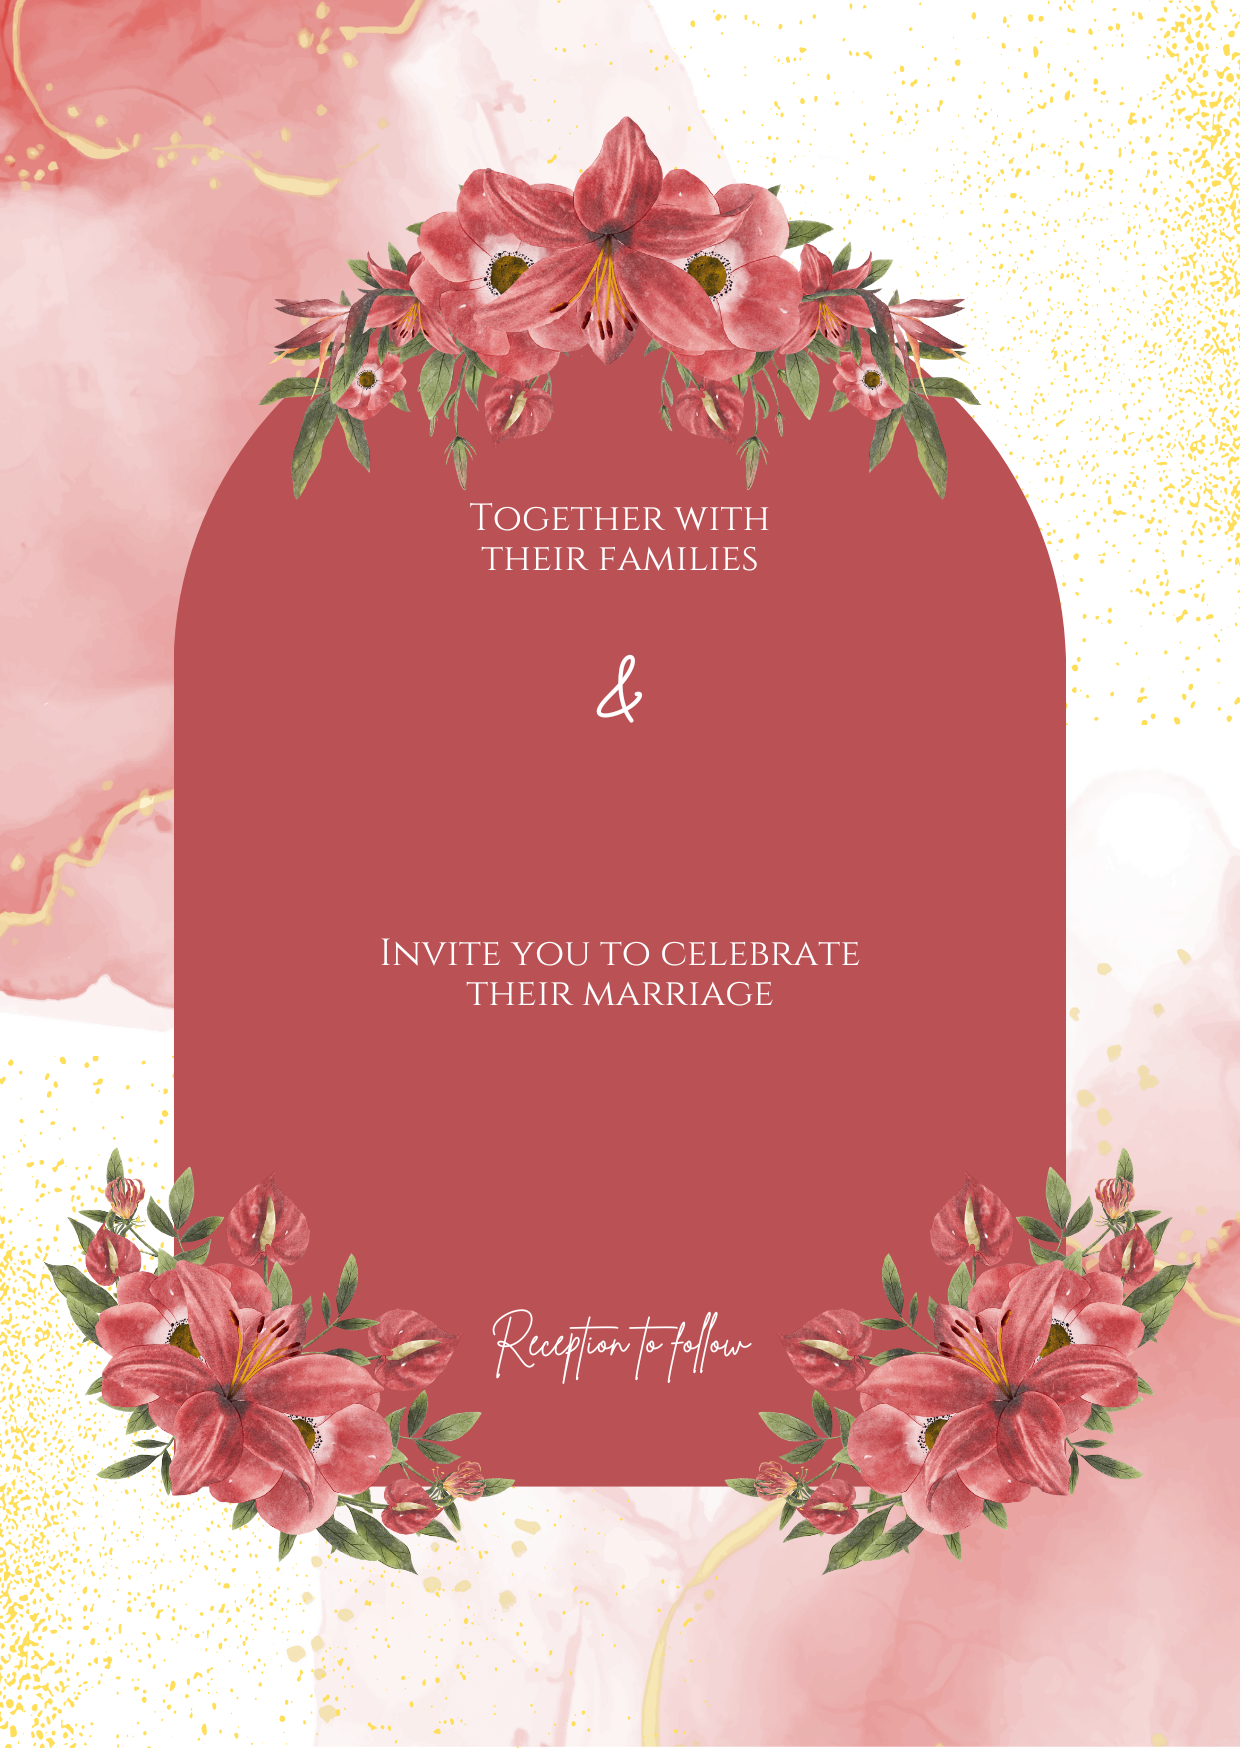 Together with
their families
&
Invite you to celebrate
their marriage
Reception to follow